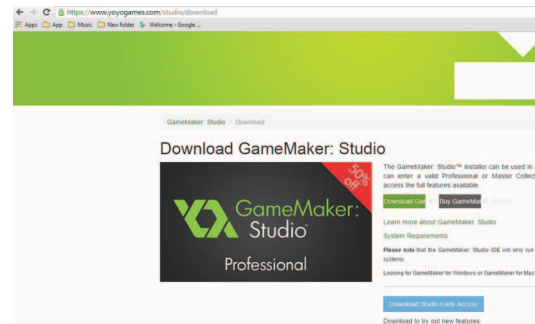 https://www.yoyogames.com/studio/download
Apps App Music New folder Welcome - Google ...
GameMaker: Studio / Download
Download GameMaker: Studio
50% off
GameMaker:
Studio
Professional
The GameMaker: Studio™ installer can be used in
can enter a valid Professional or Master Collect
access the full features available.
Download Gam Buy GameMak
Learn more about GameMaker: Studio
System Requirements
Please note that the GameMaker: Studio IDE will only run
systems.
Looking for GameMaker for Windows or GameMaker for Mac
Download Studio Early Access
Download to try out new features.